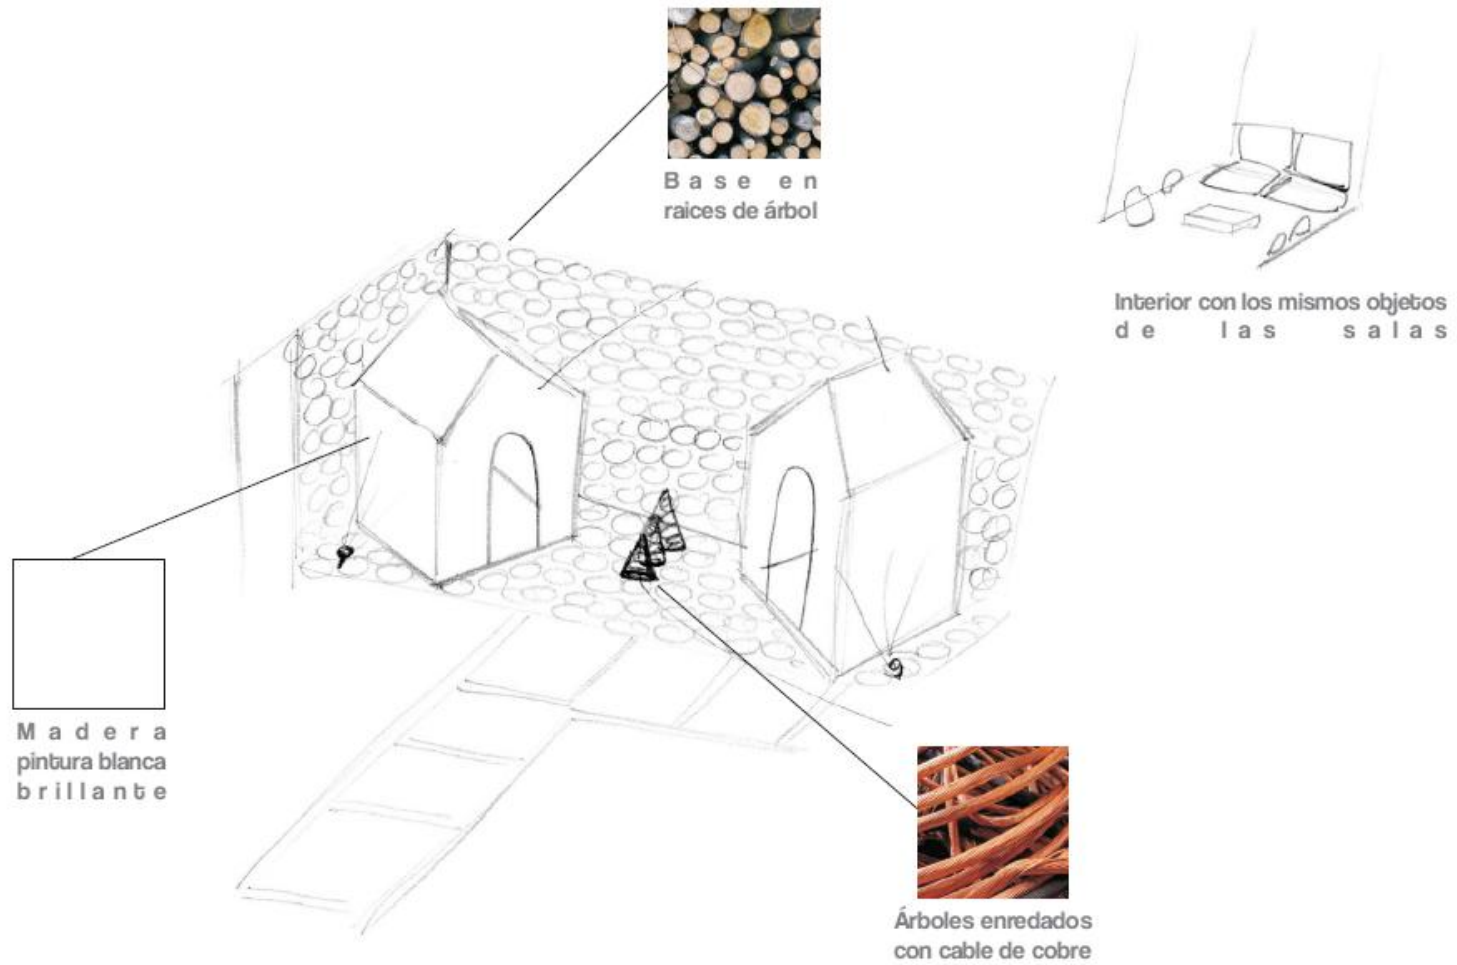 Base en
raices de árbol
Interior con los mismos objetos
de las salas
Madera
pintura blanca
brillante
Árboles enredados
con cable de cobre